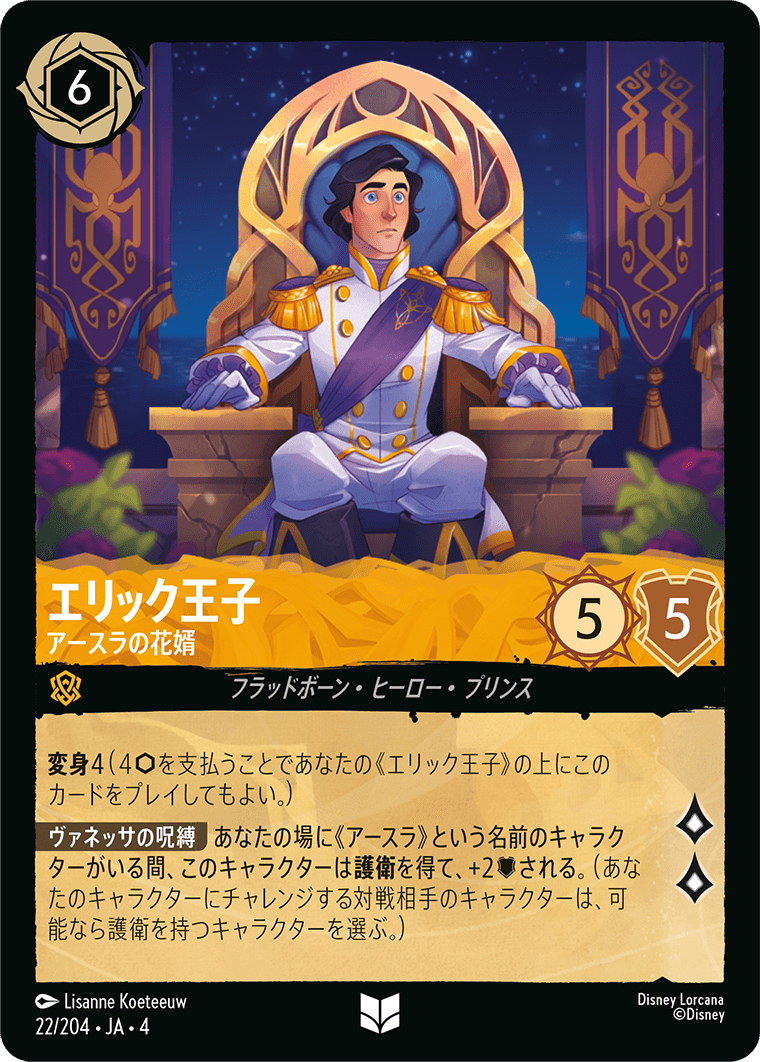 6
エリック王子
アースラの花婿
5
5
フラッドボーン・ヒーロー・プリンス
変身4(4⬡を支払うことであなたの《エリック王子》の上にこの
カードをプレイしてもよい。)
ヴァネッサの呪縛 あなたの場に《アースラ》という名前のキャラク
ターがいる間、このキャラクターは護衛を得て、+2される。(あな
たのキャラクターにチャレンジする対戦相手のキャラクターは、可
能なら護衛を持つキャラクターを選ぶ。)
Lisanne Koeteeuw
22/204・JA・4
Disney Lorcana
©Disney